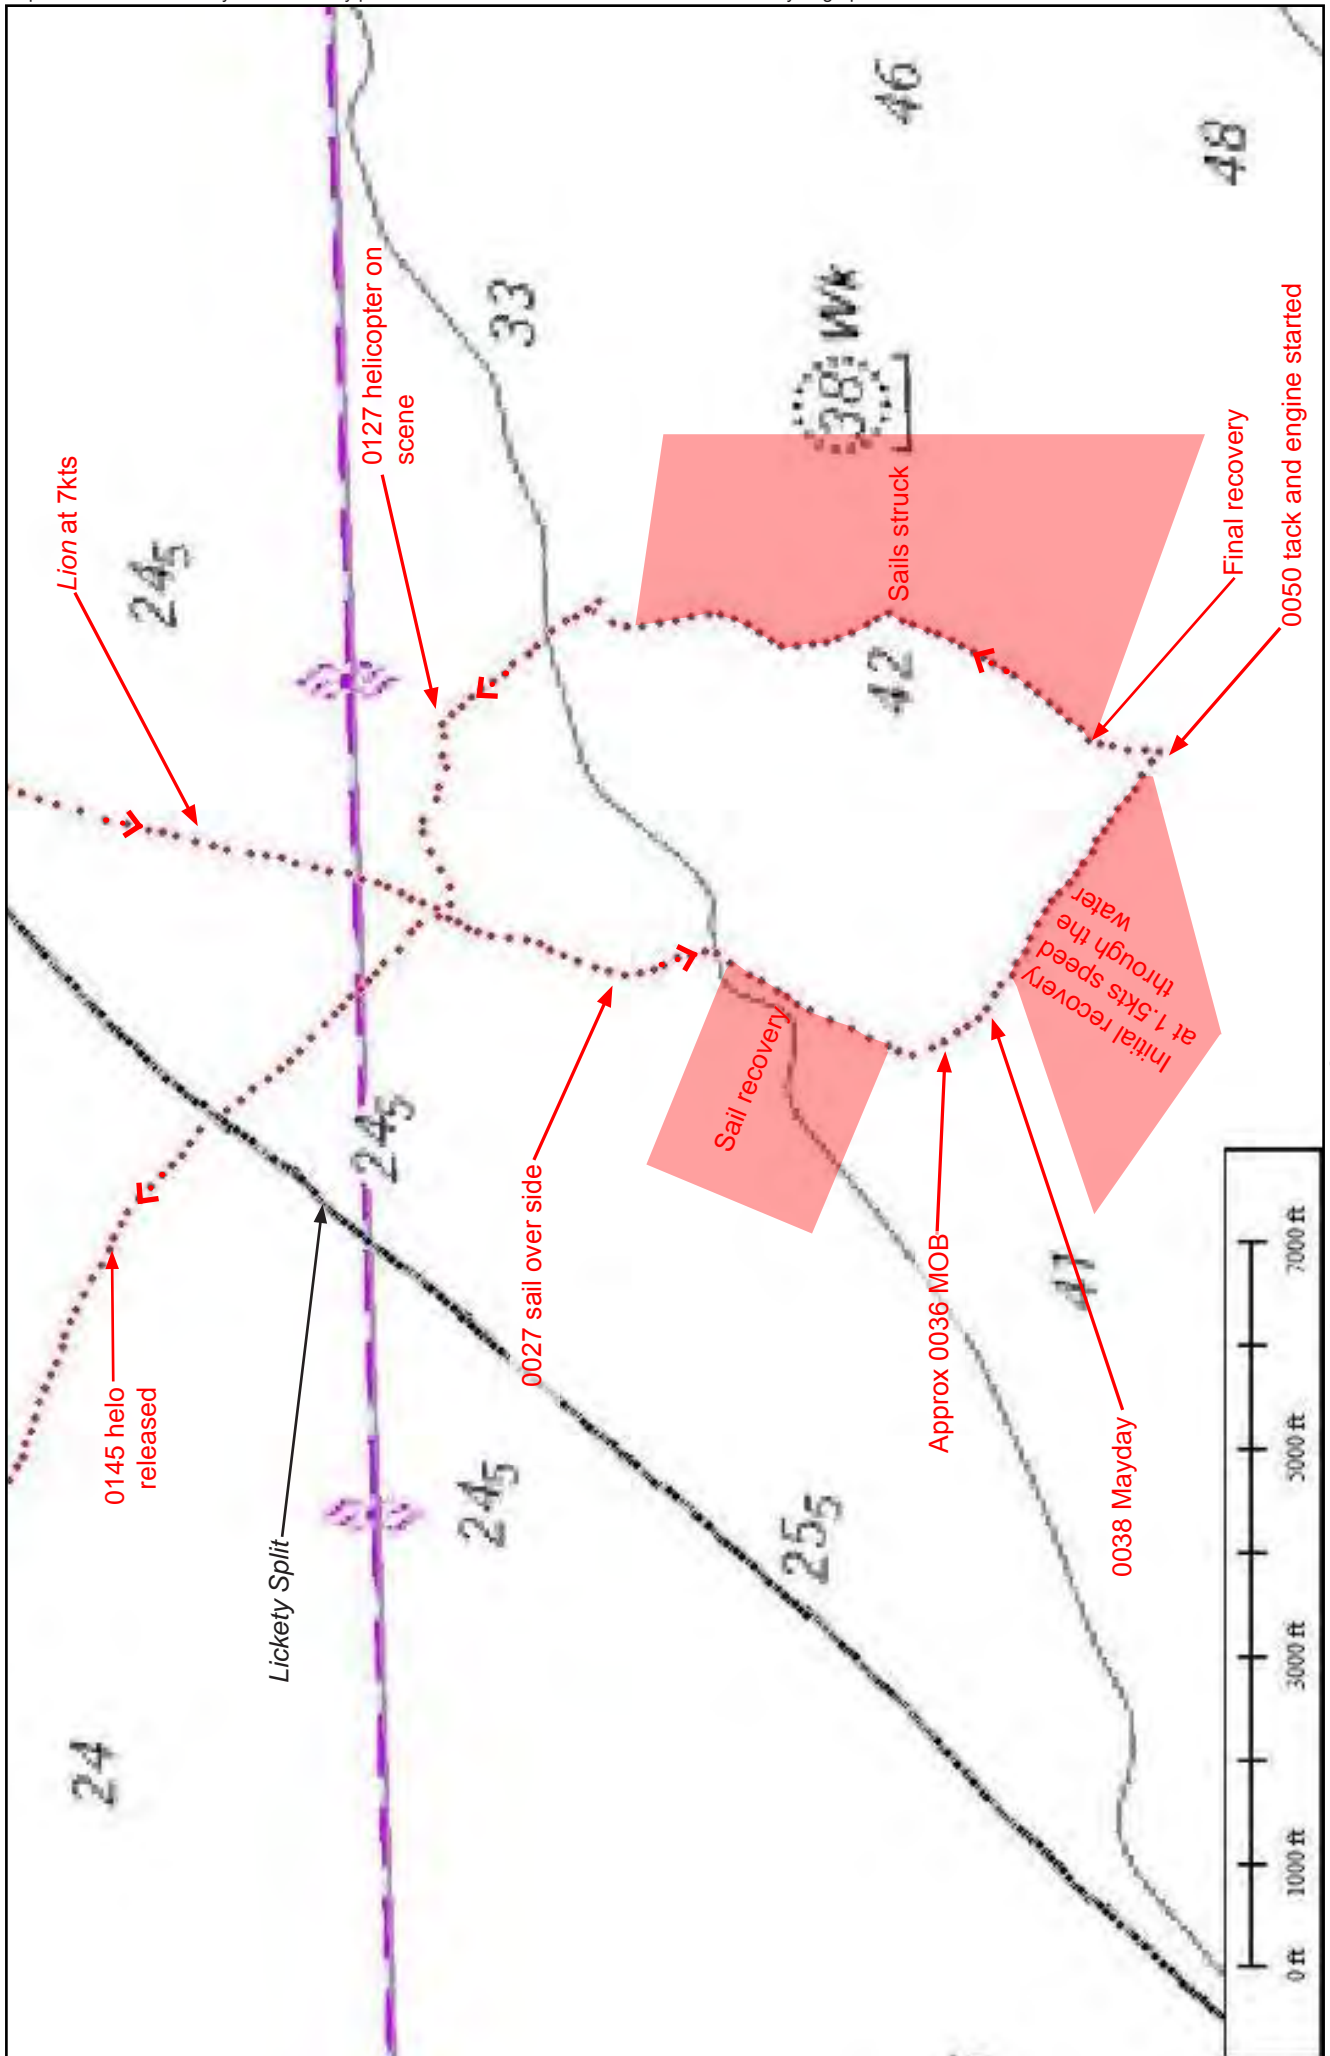 Lion at 7kts
24₅
0127 helicopter on
scene
33
46
48
38 Wk
Sails struck
42
Final recovery
0050 tack and engine started
Initial recovery
at 1.5kts speed
through the
water
Sail recovery
0027 sail over side
Approx 0036 MOB
0038 Mayday
41
24₅
0145 helo
released
Lickety Split
24₅
25₅
24
0 ft
1000 ft
3000 ft
5000 ft
7000 ft